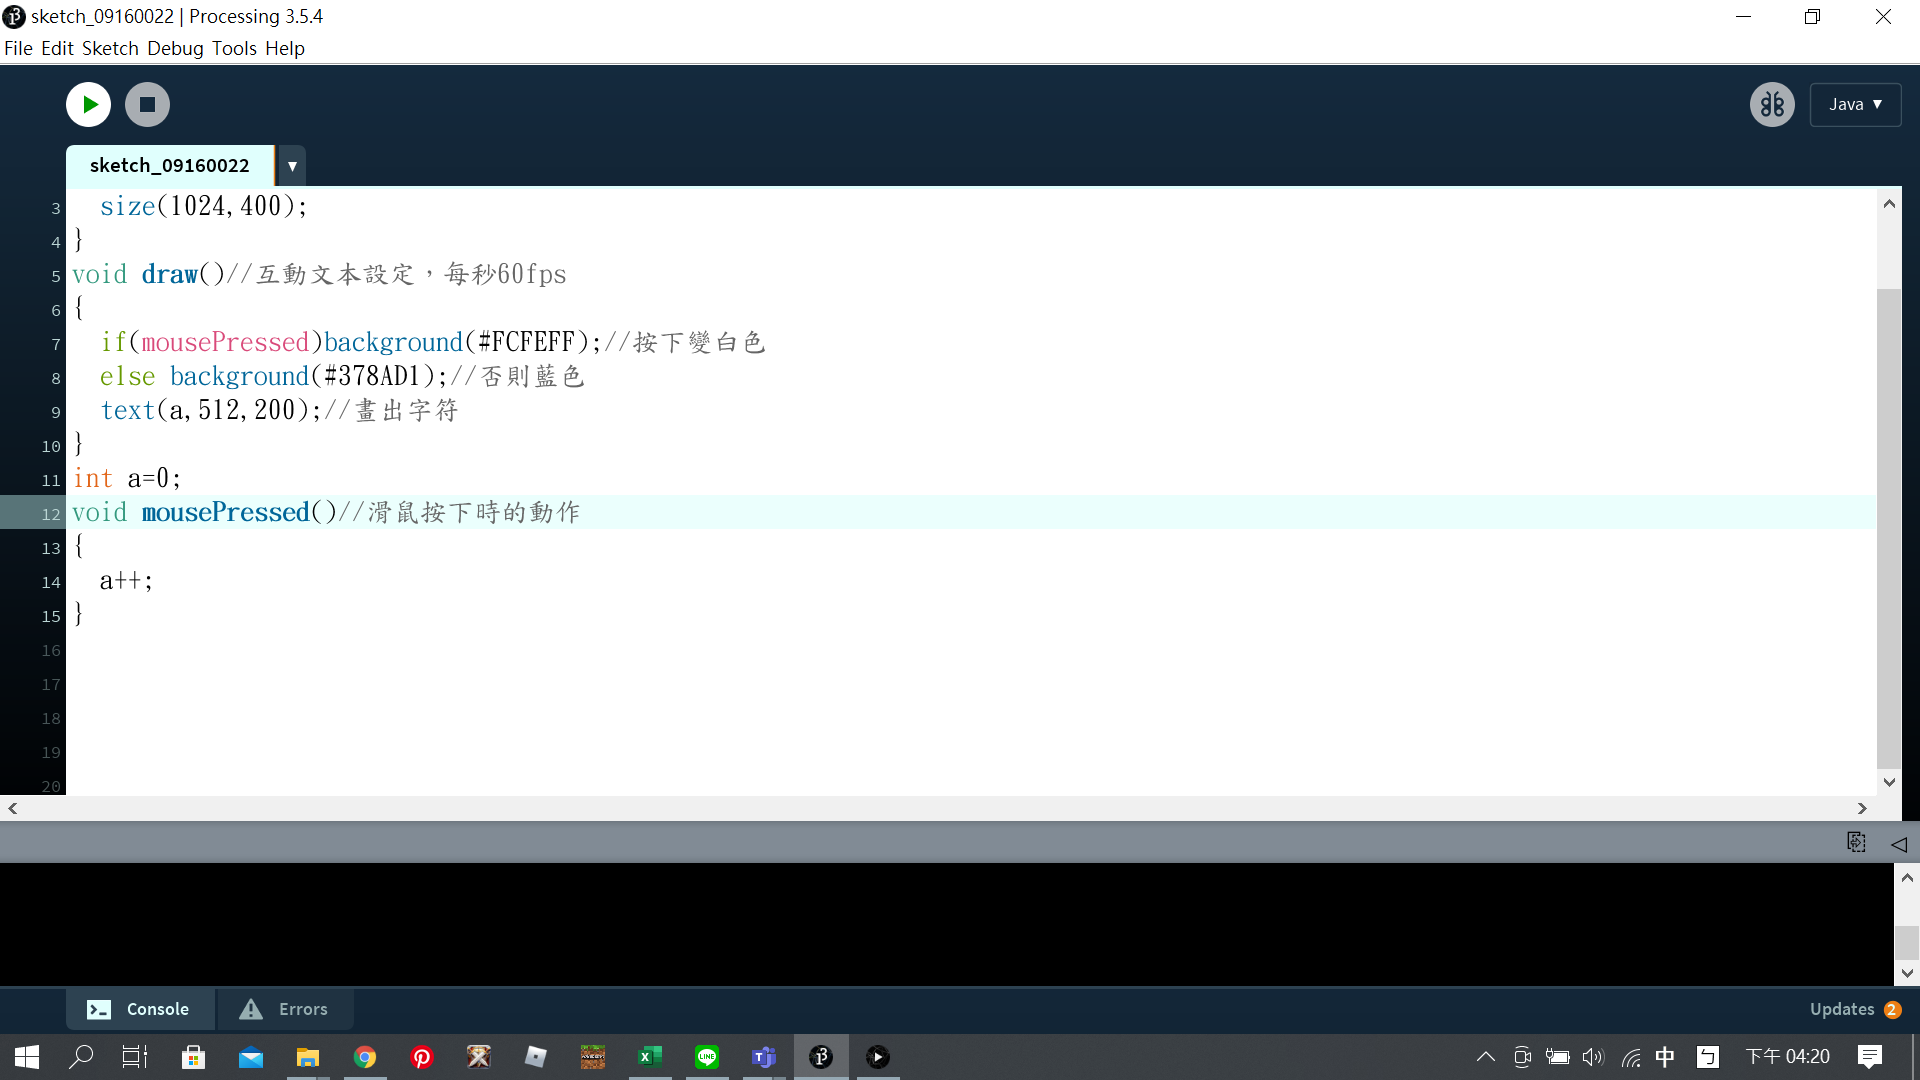 sketch_09160022 | Processing 3.5.4
File Edit Sketch Debug Tools Help
Java ▼
sketch_09160022 ▼
3 size(1024,400);
4 }
5 void draw()//互動文本設定，每秒60fps
6 {
7 if(mousePressed)background(#FCFEFF);//按下變白色
8 else background(#378AD1);//否則藍色
9 text(a,512,200);//畫出字符
10 }
11 int a=0;
12 void mousePressed()//滑鼠按下時的動作
13 {
14 a++;
15 }
16
17
18
19
20
Console Errors Updates 2
中 ㄅ 下午 04:20